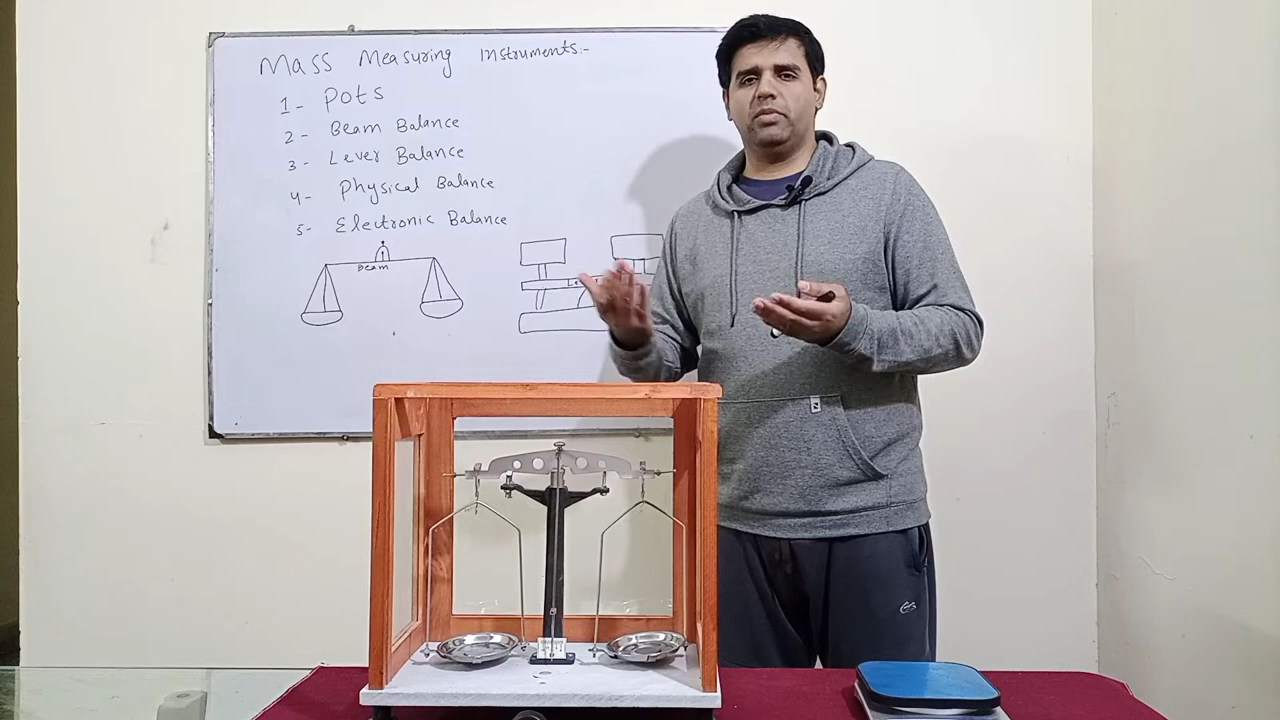 Mass Measuring Instruments:-
1- Pots
2- Beam Balance
3- Lever Balance
4- Physical Balance
5- Electronic Balance
Beam